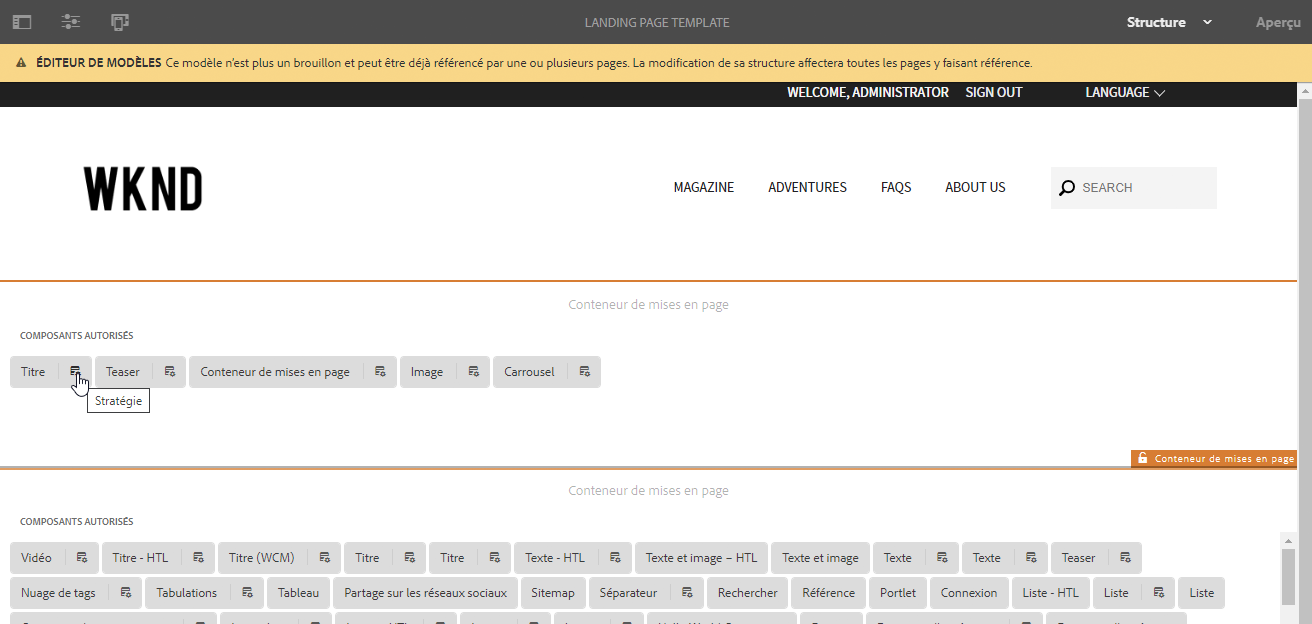 LANDING PAGE TEMPLATE Structure Aperçu
ÉDITEUR DE MODÈLES Ce modèle n'est plus un brouillon et peut être déjà référencé par une ou plusieurs pages. La modification de sa structure affectera toutes les pages y faisant référence.
WELCOME, ADMINISTRATOR SIGN OUT LANGUAGE
WKND MAGAZINE ADVENTURES FAQS ABOUT US SEARCH
Conteneur de mises en page
COMPOSANTS AUTORISÉS
Titre Teaser Conteneur de mises en page Image Carrousel
Stratégie
Conteneur de mises en page
Conteneur de mises en page
COMPOSANTS AUTORISÉS
Vidéo Titre - HTL Titre (WCM) Titre Titre Texte - HTL Texte et image – HTL Texte et image Texte Texte Teaser
Nuage de tags Tabulations Tableau Partage sur les réseaux sociaux Sitemap Séparateur Rechercher Référence Portlet Connexion Liste - HTL Liste Liste